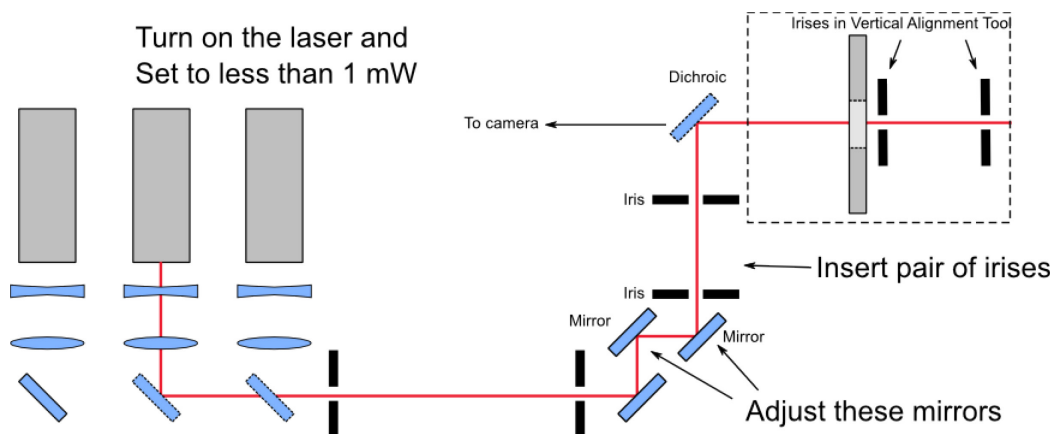 Turn on the laser and
Set to less than 1 mW
Irises in Vertical Alignment Tool
Dichroic
To camera
Iris
Insert pair of irises
Iris
Mirror
Mirror
Adjust these mirrors